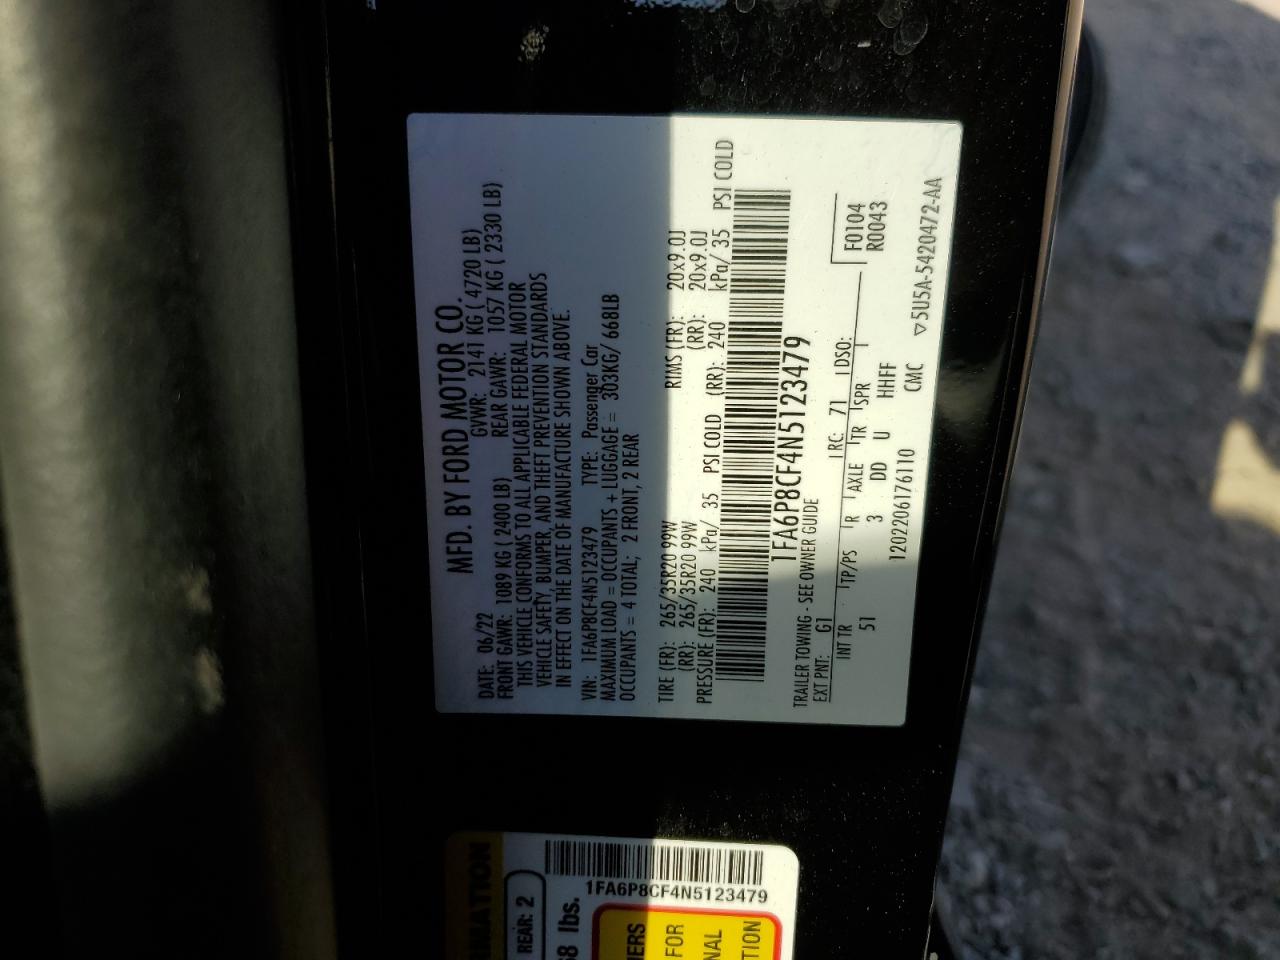 MFD. BY FORD MOTOR CO.
DATE: 06/22 GVWR: 2141 KG ( 4720 LB)
FRONT GAWR: 1089 KG ( 2400 LB) REAR GAWR: 1057 KG ( 2330 LB)
THIS VEHICLE CONFORMS TO ALL APPLICABLE FEDERAL MOTOR
VEHICLE SAFETY, BUMPER, AND THEFT PREVENTION STANDARDS
IN EFFECT ON THE DATE OF MANUFACTURE SHOWN ABOVE.
VIN: 1FA6P8CF4N5123479 TYPE: Passenger Car
MAXIMUM LOAD = OCCUPANTS + LUGGAGE = 303KG/ 668LB
OCCUPANTS = 4 TOTAL; 2 FRONT, 2 REAR
TIRE (FR): 265/35R20 99W RIMS (FR): 20x9.0J
(RR): 265/35R20 99W (RR): 20x9.0J
PRESSURE (FR): 240 kPa/ 35 PSI COLD (RR): 240 kPa/ 35 PSI COLD
1FA6P8CF4N5123479
TRAILER TOWING - SEE OWNER GUIDE
EXT PNT: G1 RC: 71 DSO: F0104
R0043
INT TR TP/PS R AXLE TR SPR
51 3 DD U HHFF
1202206176110 CMC ▽5U5A-5420472-AA
REAR: 2
1FA6P8CF4N5123479
lbs.
FOR